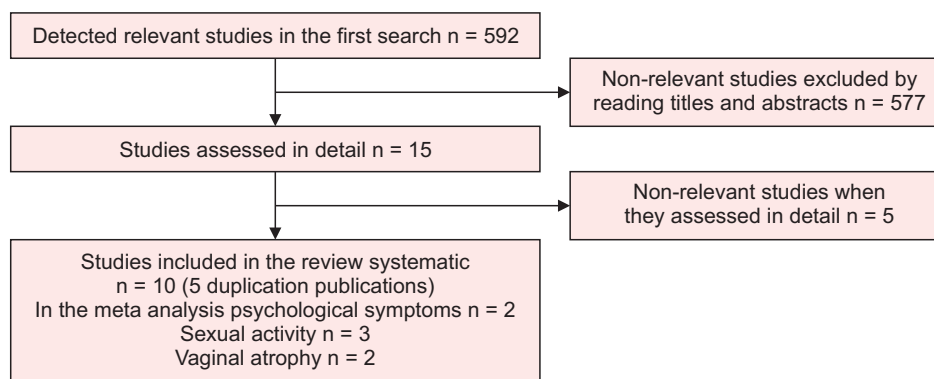 Detected relevant studies in the first search n = 592
Non-relevant studies excluded by
reading titles and abstracts n = 577
Studies assessed in detail n = 15
Non-relevant studies when
they assessed in detail n = 5
Studies included in the review systematic
n = 10 (5 duplication publications)
In the meta analysis psychological symptoms n = 2
Sexual activity n = 3
Vaginal atrophy n = 2